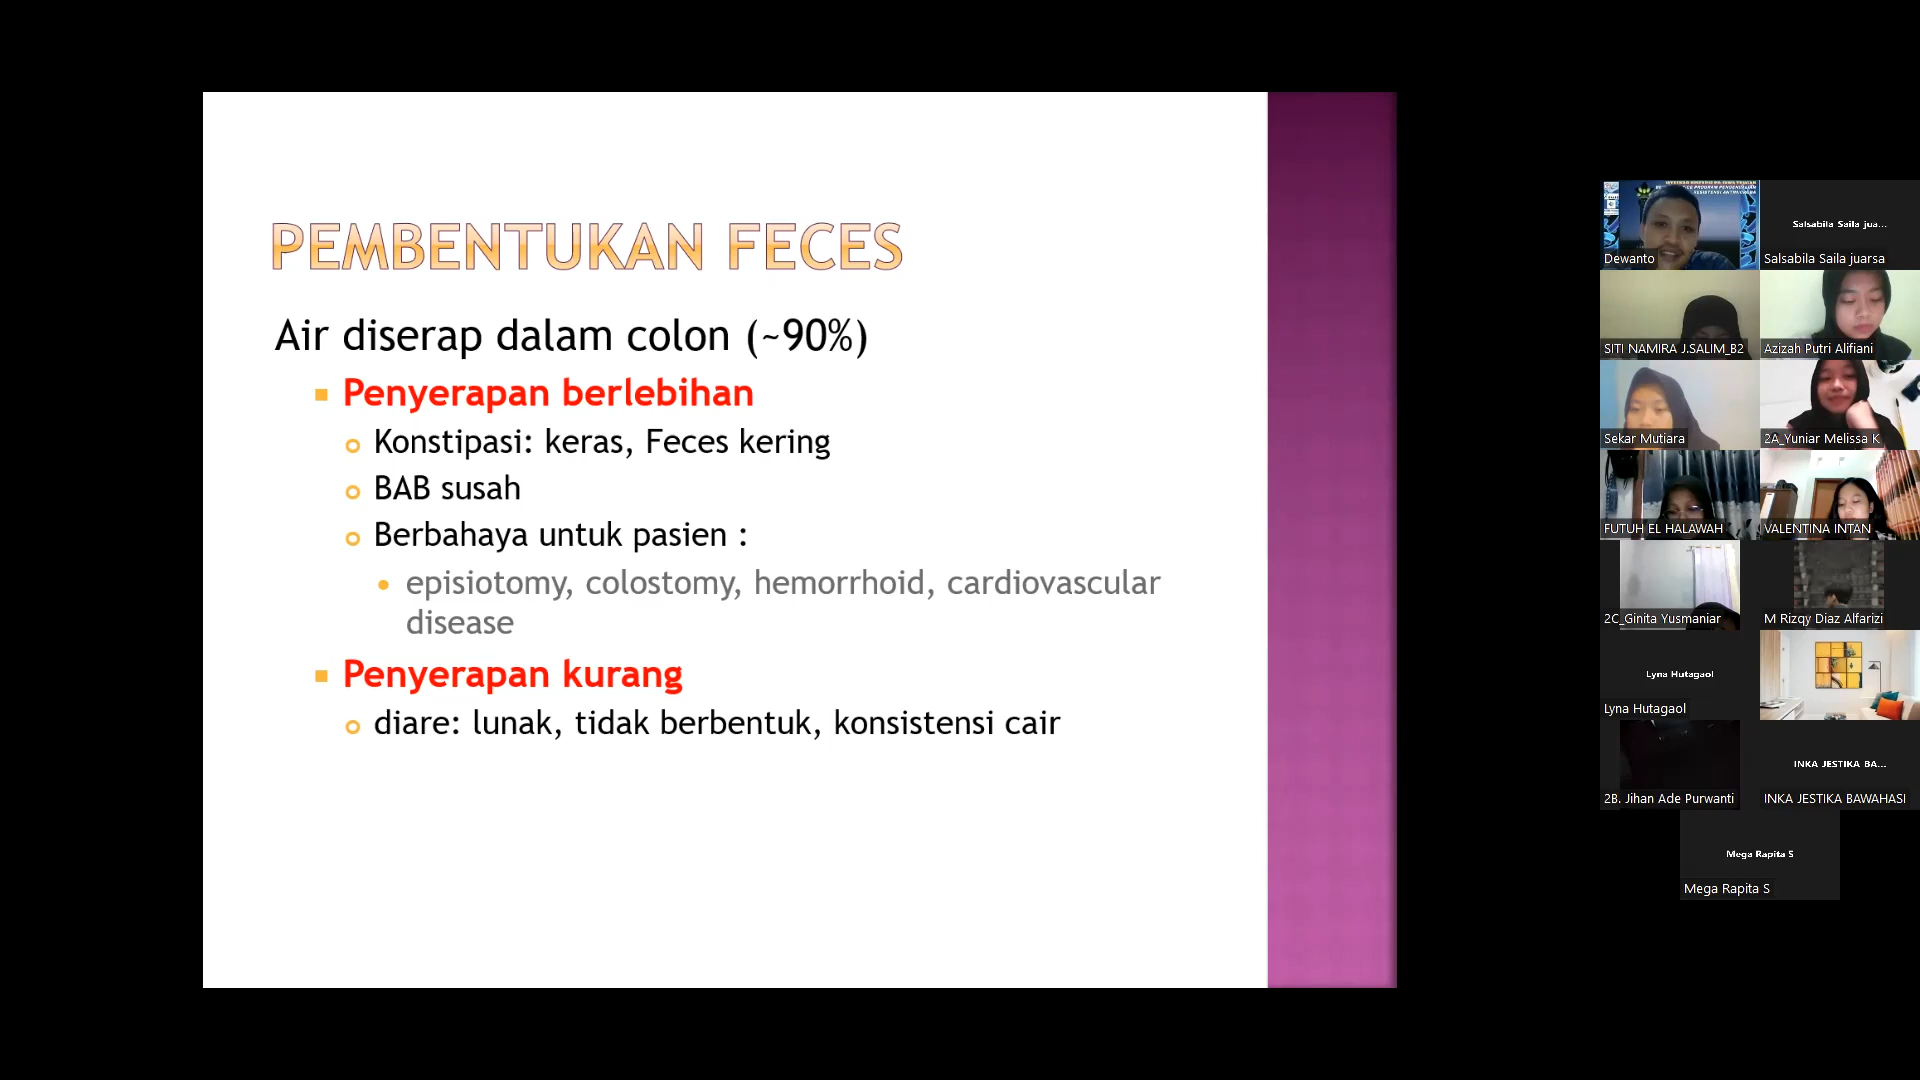 PEMBENTUKAN FECES
Air diserap dalam colon (~90%)
Penyerapan berlebihan
Konstipasi: keras, Feces kering
BAB susah
Berbahaya untuk pasien :
episiotomy, colostomy, hemorrhoid, cardiovascular
disease
Penyerapan kurang
diare: lunak, tidak berbentuk, konsistensi cair
Dewanto
Salsabila Saila jua...
Salsabila Saila juarsa
SITI NAMIRA J.SALIM_B2
Azizah Putri Alifiani
Sekar Mutiara
2A_Yuniar Melissa K
FUTUH EL HALAWAH
VALENTINA INTAN
2C_Ginita Yusmaniar
M Rizqy Diaz Alfarizi
Lyna Hutagaol
Lyna Hutagaol
2B. Jihan Ade Purwanti
INKA JESTIKA BA...
INKA JESTIKA BAWAHASI
Mega Rapita S
Mega Rapita S